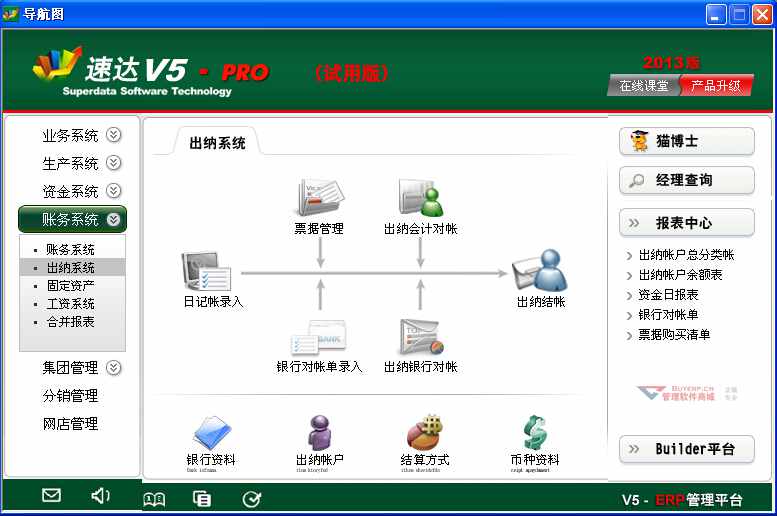 导航图
速达V5 - PRO (试用版)
Superdata Software Technology
2013版
在线课堂 产品升级
业务系统
生产系统
资金系统
账务系统
账务系统
出纳系统
固定资产
工资系统
合并报表
集团管理
分销管理
网店管理
出纳系统
票据管理
出纳会计对帐
日记帐录入
出纳结帐
BANK
银行对帐单录入
出纳银行对帐
银行资料
出纳帐户
结算方式
币种资料
猫博士
经理查询
报表中心
出纳帐户总分类帐
出纳帐户余额表
资金日报表
银行对帐单
票据购买清单
BUYERP.CN
管理软件商城
Builder平台
V5 - ERP管理平台